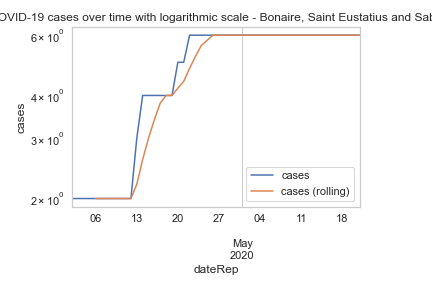 OVID-19 cases over time with logarithmic scale - Bonaire, Saint Eustatius and Sab
6 × 10⁰
4 × 10⁰
3 × 10⁰
2 × 10⁰
cases
cases
cases (rolling)
06 13 20 27 04 11 18
May
2020
dateRep